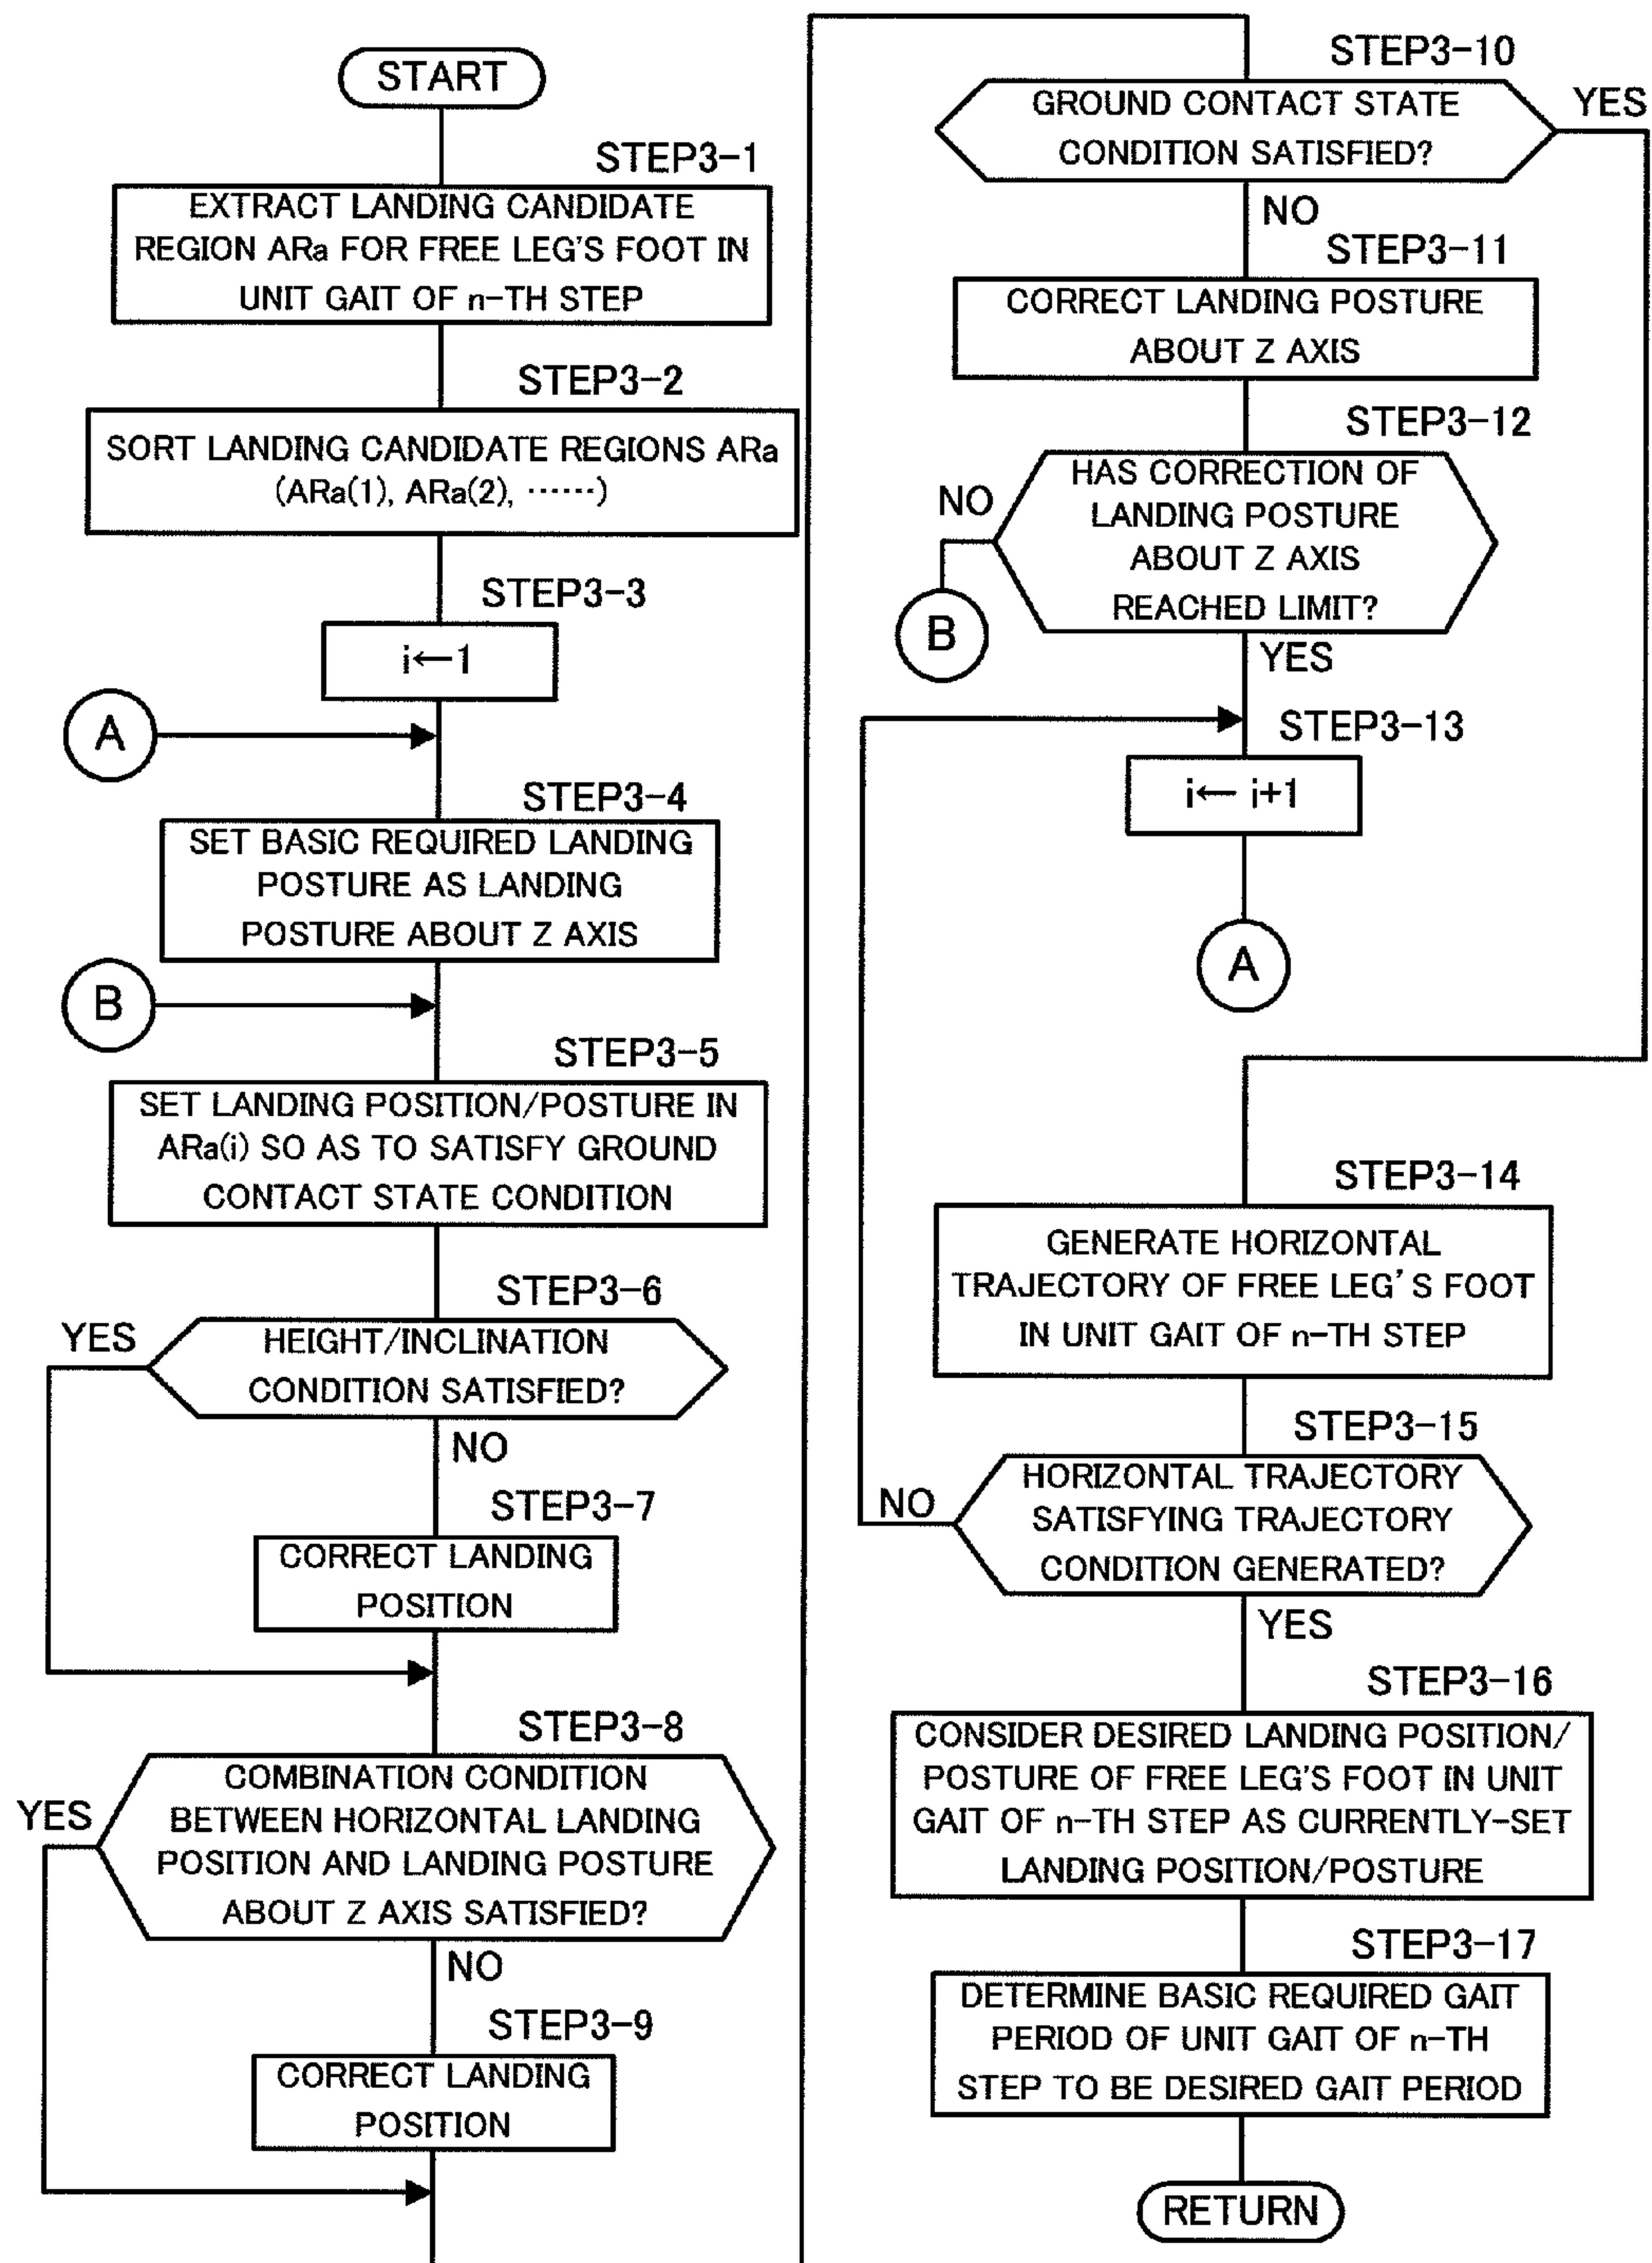 START
STEP3-1
EXTRACT LANDING CANDIDATE
REGION ARa FOR FREE LEG'S FOOT IN
UNIT GAIT OF n-TH STEP
STEP3-2
SORT LANDING CANDIDATE REGIONS ARa
(ARa(1), ARa(2), ······)
STEP3-3
i←1
A
STEP3-4
SET BASIC REQUIRED LANDING
POSTURE AS LANDING
POSTURE ABOUT Z AXIS
B
STEP3-5
SET LANDING POSITION/POSTURE IN
ARa(i) SO AS TO SATISFY GROUND
CONTACT STATE CONDITION
STEP3-6
YES
HEIGHT/INCLINATION
CONDITION SATISFIED?
NO
STEP3-7
CORRECT LANDING
POSITION
STEP3-8
YES
COMBINATION CONDITION
BETWEEN HORIZONTAL LANDING
POSITION AND LANDING POSTURE
ABOUT Z AXIS SATISFIED?
NO
STEP3-9
CORRECT LANDING
POSITION
STEP3-10
GROUND CONTACT STATE
CONDITION SATISFIED?
YES
NO
STEP3-11
CORRECT LANDING POSTURE
ABOUT Z AXIS
STEP3-12
HAS CORRECTION OF
LANDING POSTURE
ABOUT Z AXIS
REACHED LIMIT?
NO
B
YES
STEP3-13
i← i+1
A
STEP3-14
GENERATE HORIZONTAL
TRAJECTORY OF FREE LEG'S FOOT
IN UNIT GAIT OF n-TH STEP
STEP3-15
HORIZONTAL TRAJECTORY
SATISFYING TRAJECTORY
CONDITION GENERATED?
NO
YES
STEP3-16
CONSIDER DESIRED LANDING POSITION/
POSTURE OF FREE LEG'S FOOT IN UNIT
GAIT OF n-TH STEP AS CURRENTLY-SET
LANDING POSITION/POSTURE
STEP3-17
DETERMINE BASIC REQUIRED GAIT
PERIOD OF UNIT GAIT OF n-TH
STEP TO BE DESIRED GAIT PERIOD
RETURN